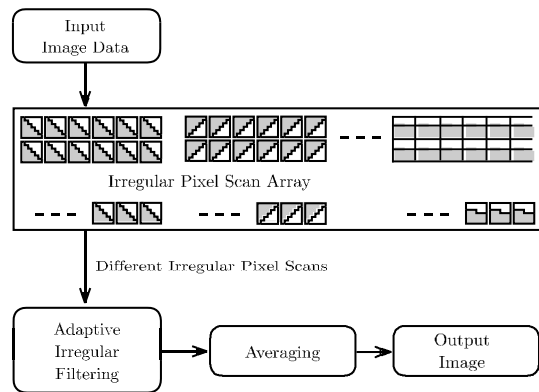 Input
Image Data
Irregular Pixel Scan Array
Different Irregular Pixel Scans
Adaptive
Irregular
Filtering
Averaging
Output
Image